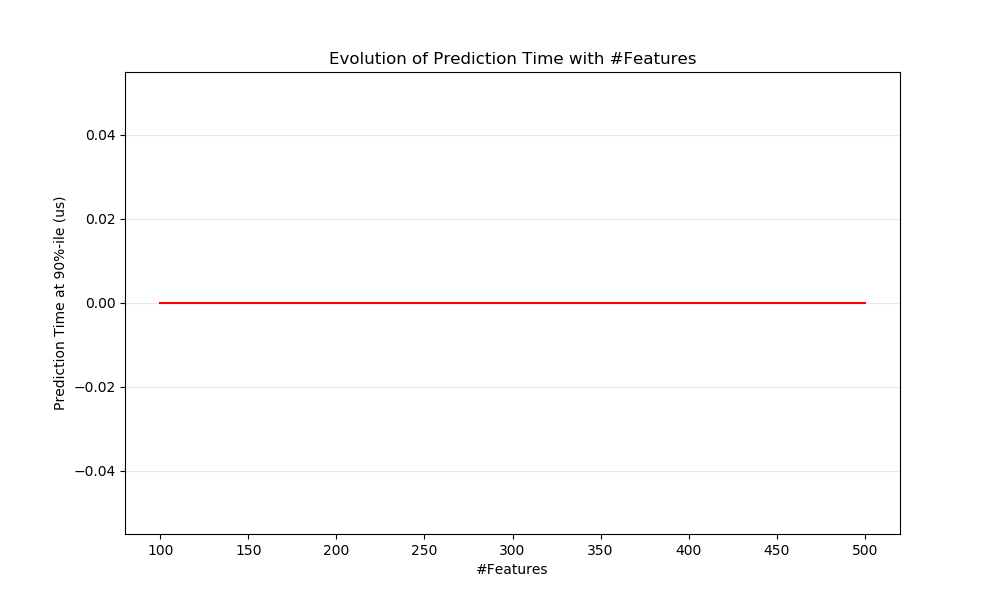 Evolution of Prediction Time with #Features
Prediction Time at 90%-ile (us)
0.04
0.02
0.00
−0.02
−0.04
100 150 200 250 300 350 400 450 500
#Features